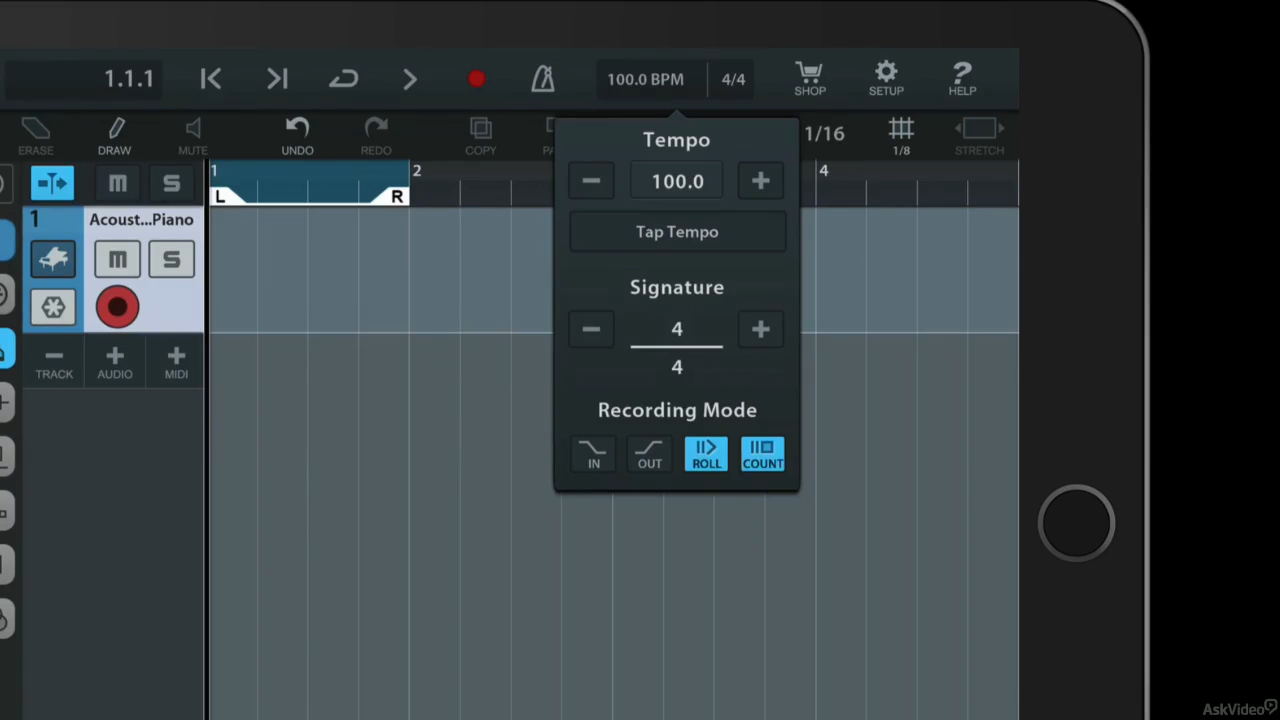 1.1.1
100.0 BPM
4/4
SHOP
SETUP
HELP
ERASE
DRAW
MUTE
UNDO
REDO
COPY
1/16
1/8
STRETCH
Tempo
100.0
Tap Tempo
Signature
4
4
Recording Mode
IN
OUT
ROLL
COUNT
M
S
1
2
4
L
R
1
Acoust...Piano
M
S
TRACK
AUDIO
MIDI
AskVideo